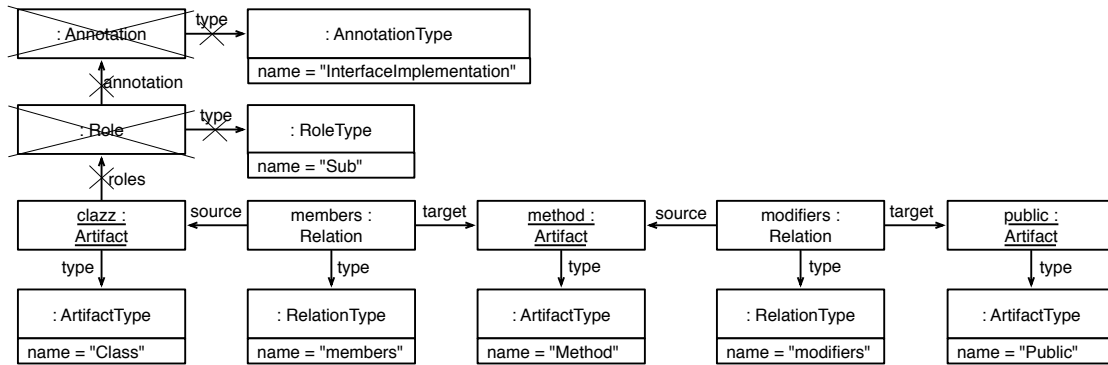 type
: Annotation
: AnnotationType
name = "InterfaceImplementation"
annotation
type
: Role
: RoleType
name = "Sub"
roles
clazz :
Artifact
source
members :
Relation
target
method :
Artifact
source
modifiers :
Relation
target
public :
Artifact
type
type
type
type
type
: ArtifactType
name = "Class"
: RelationType
name = "members"
: ArtifactType
name = "Method"
: RelationType
name = "modifiers"
: ArtifactType
name = "Public"